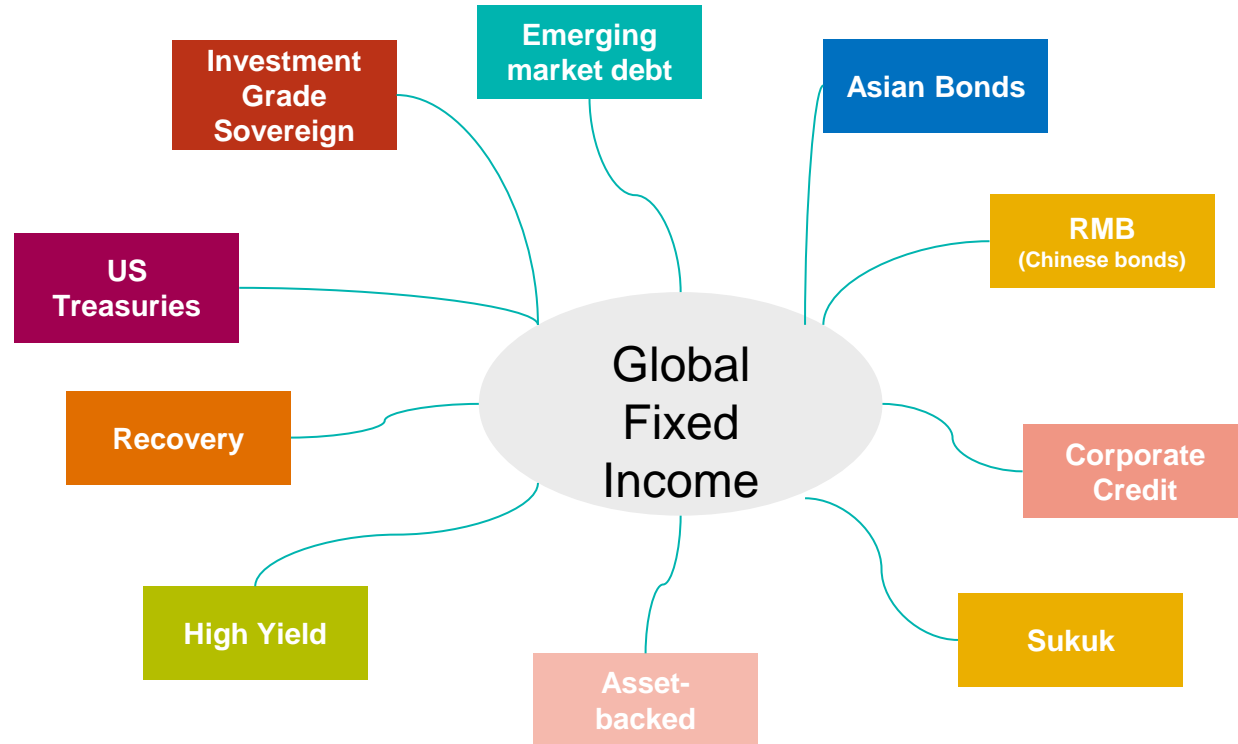 Emerging
market debt
Investment
Grade
Sovereign
Asian Bonds
RMB
(Chinese bonds)
US
Treasuries
Global
Fixed
Income
Recovery
Corporate
Credit
High Yield
Sukuk
Asset-
backed